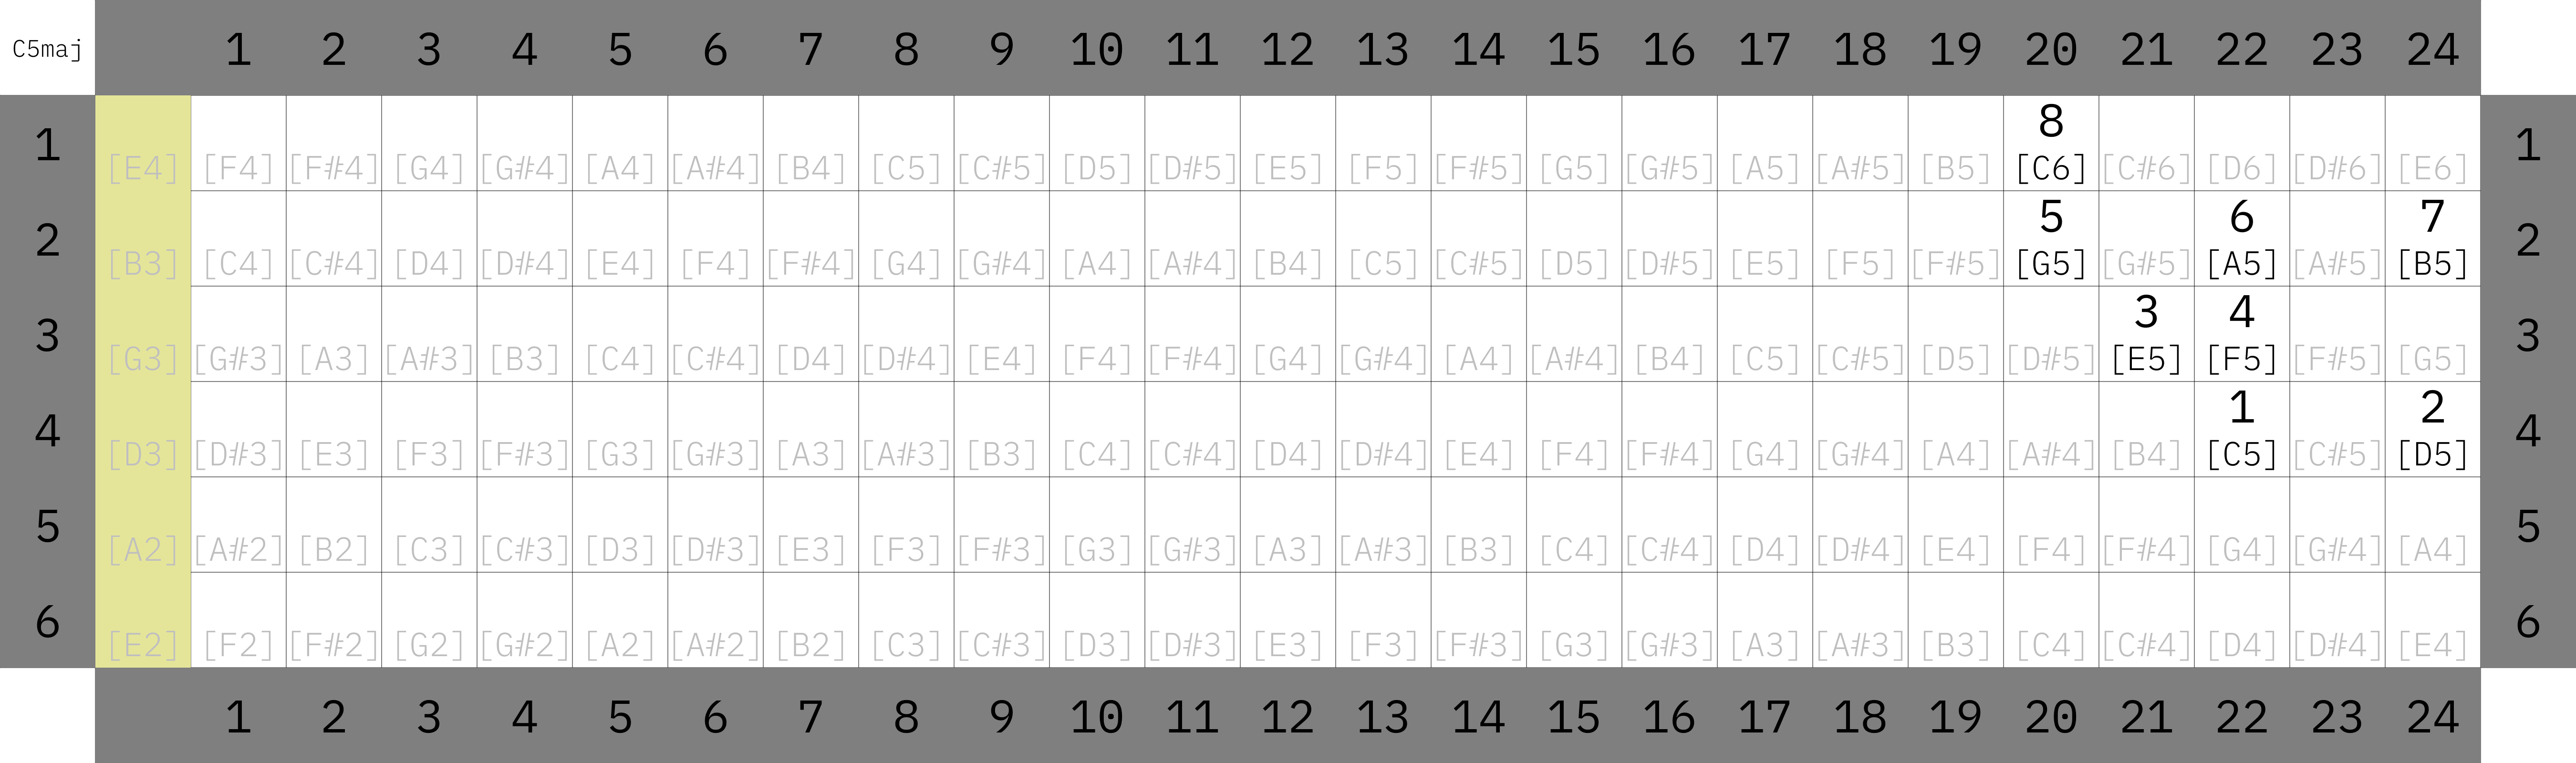 C5maj 1 2 3 4 5 6 7 8 9 10 11 12 13 14 15 16 17 18 19 20 21 22 23 24
8
1 [E4] [F4] [F#4] [G4] [G#4] [A4] [A#4] [B4] [C5] [C#5] [D5] [D#5] [E5] [F5] [F#5] [G5] [G#5] [A5] [A#5] [B5] [C6] [C#6] [D6] [D#6] [E6] 1
5 6 7
2 [B3] [C4] [C#4] [D4] [D#4] [E4] [F4] [F#4] [G4] [G#4] [A4] [A#4] [B4] [C5] [C#5] [D5] [D#5] [E5] [F5] [F#5] [G5] [G#5] [A5] [A#5] [B5] 2
3 4
3 [G3] [G#3] [A3] [A#3] [B3] [C4] [C#4] [D4] [D#4] [E4] [F4] [F#4] [G4] [G#4] [A4] [A#4] [B4] [C5] [C#5] [D5] [D#5] [E5] [F5] [F#5] [G5] 3
1 2
4 [D3] [D#3] [E3] [F3] [F#3] [G3] [G#3] [A3] [A#3] [B3] [C4] [C#4] [D4] [D#4] [E4] [F4] [F#4] [G4] [G#4] [A4] [A#4] [B4] [C5] [C#5] [D5] 4
5 [A2] [A#2] [B2] [C3] [C#3] [D3] [D#3] [E3] [F3] [F#3] [G3] [G#3] [A3] [A#3] [B3] [C4] [C#4] [D4] [D#4] [E4] [F4] [F#4] [G4] [G#4] [A4] 5
6 [E2] [F2] [F#2] [G2] [G#2] [A2] [A#2] [B2] [C3] [C#3] [D3] [D#3] [E3] [F3] [F#3] [G3] [G#3] [A3] [A#3] [B3] [C4] [C#4] [D4] [D#4] [E4] 6
1 2 3 4 5 6 7 8 9 10 11 12 13 14 15 16 17 18 19 20 21 22 23 24